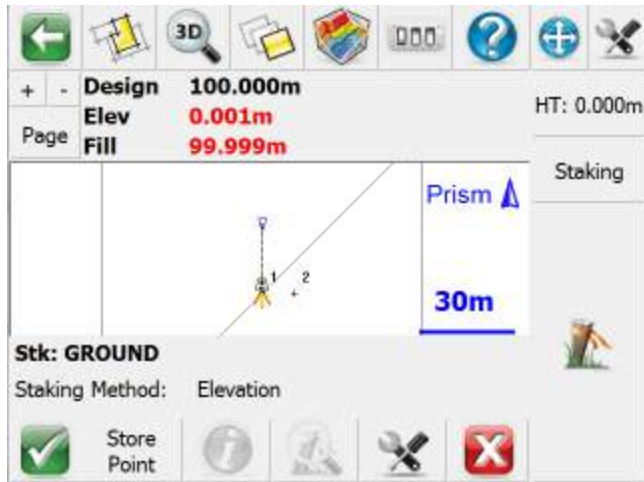 3D
+ -
Page
Design 100.000m
Elev 0.001m
Fill 99.999m
HT: 0.000m
Staking
Prism
1 2
30m
Stk: GROUND
Staking Method: Elevation
Store
Point